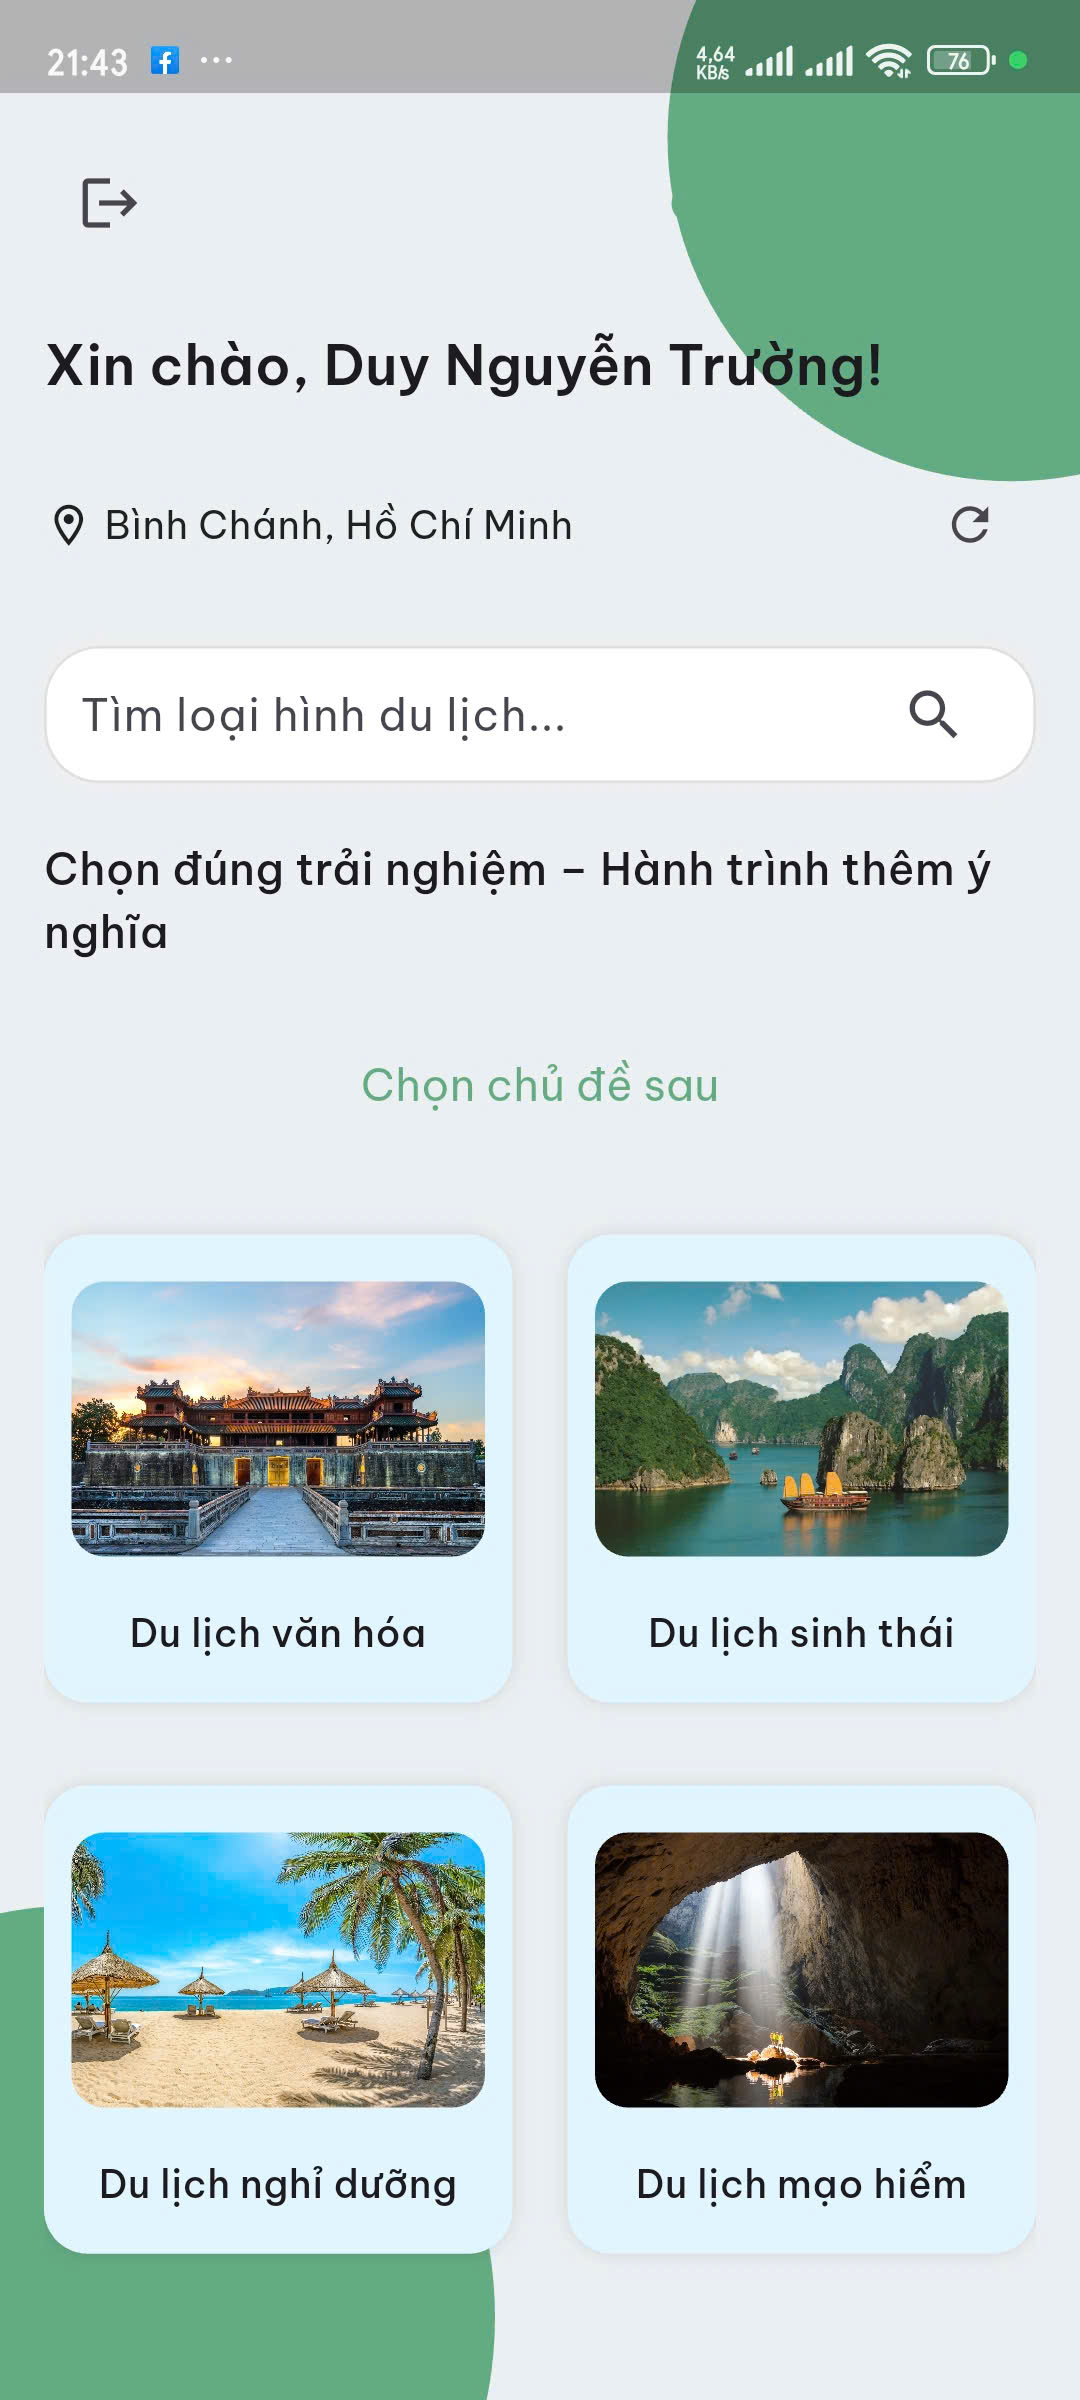 21:43
4,64
KB/s
76
Xin chào, Duy Nguyễn Trường!
Bình Chánh, Hồ Chí Minh
Tìm loại hình du lịch...
Chọn đúng trải nghiệm – Hành trình thêm ý
nghĩa
Chọn chủ đề sau
Du lịch văn hóa
Du lịch sinh thái
Du lịch nghỉ dưỡng
Du lịch mạo hiểm